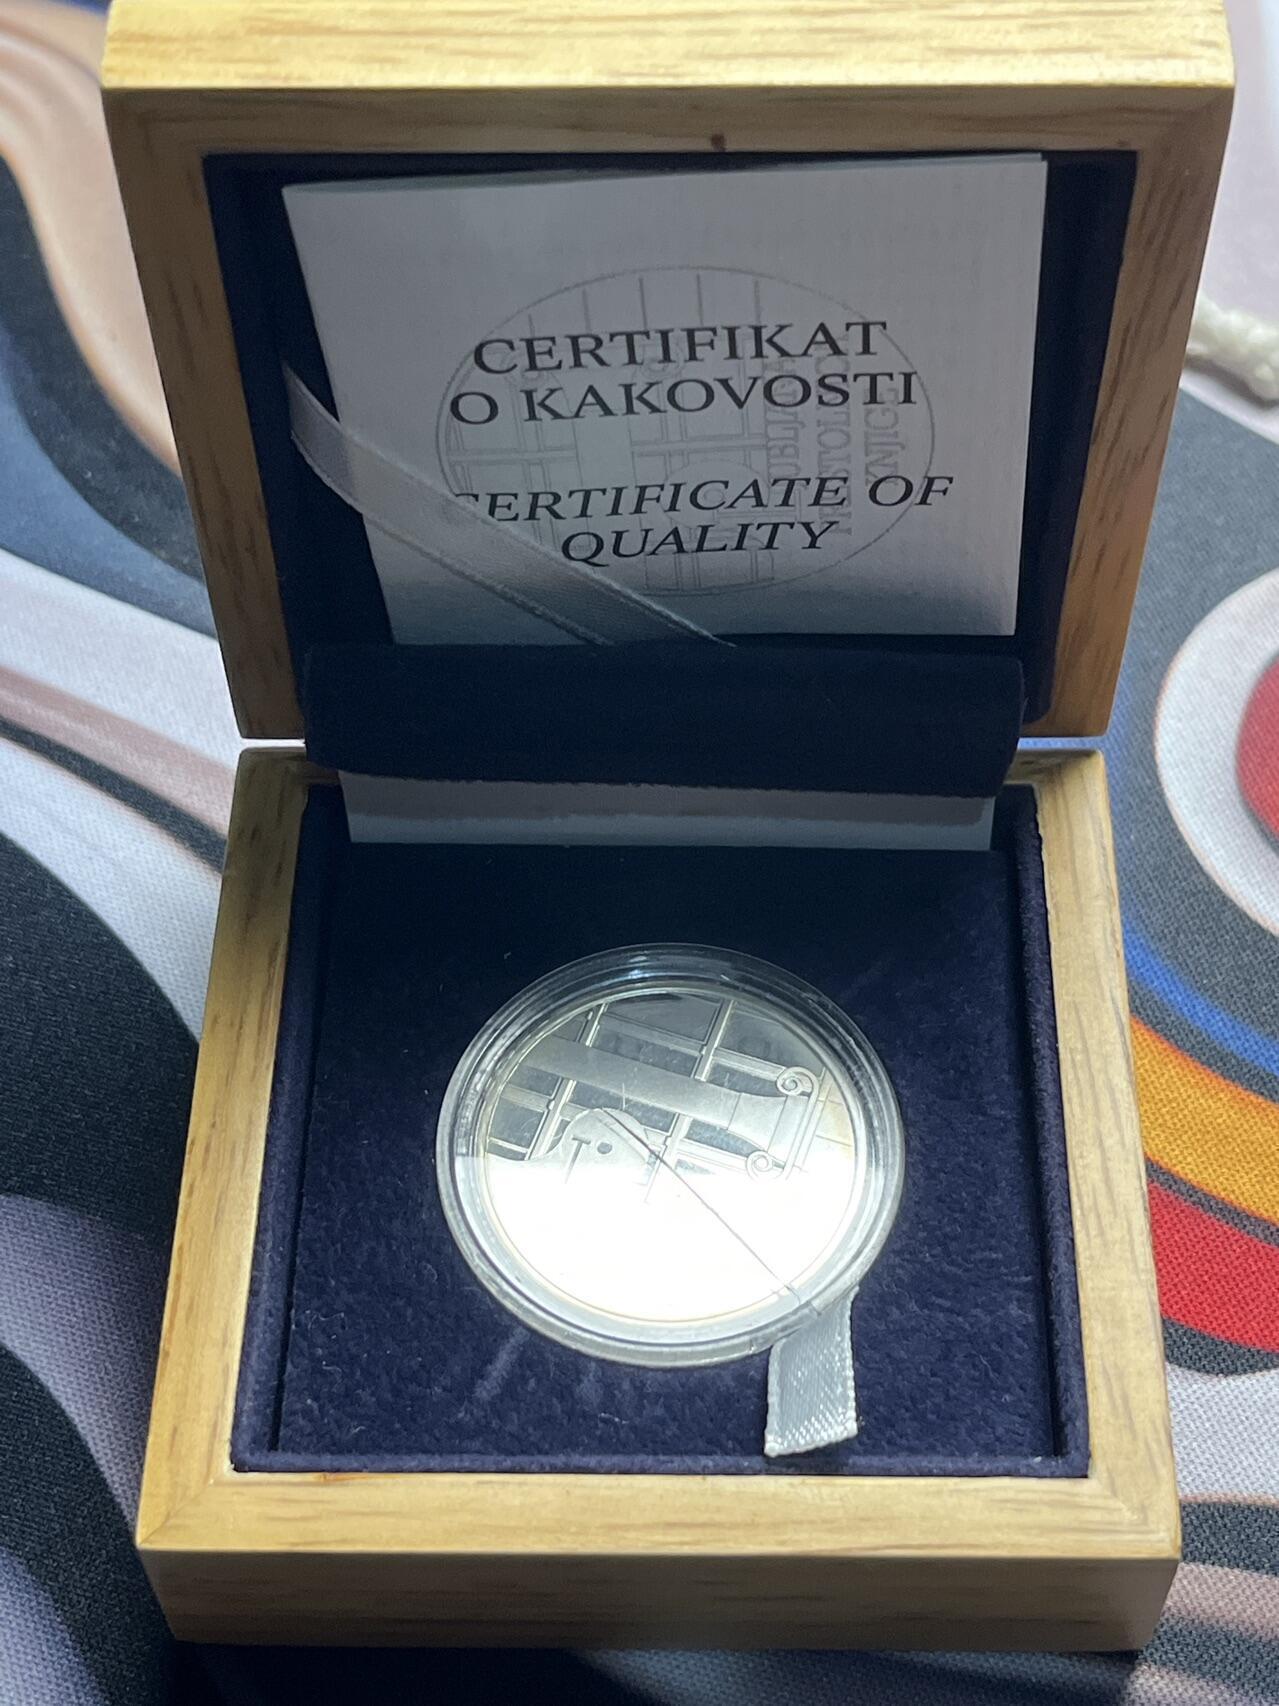 CERTIFIKAT
O KAKOVOSTI
CERTIFICATE OF
QUALITY